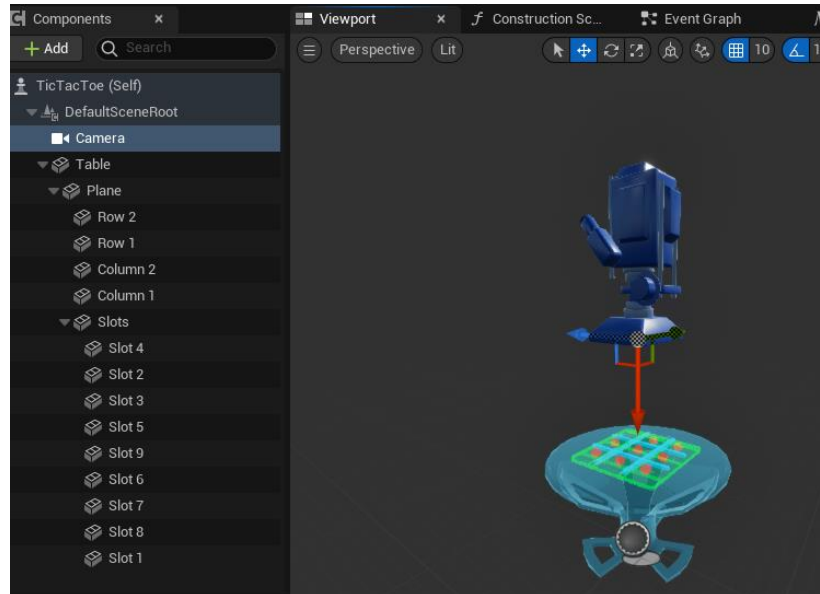 Components
+ Add Search
TicTacToe (Self)
DefaultSceneRoot
Camera
Table
Plane
Row 2
Row 1
Column 2
Column 1
Slots
Slot 4
Slot 2
Slot 3
Slot 5
Slot 9
Slot 6
Slot 7
Slot 8
Slot 1
Viewport Construction Sc... Event Graph
Perspective Lit 10